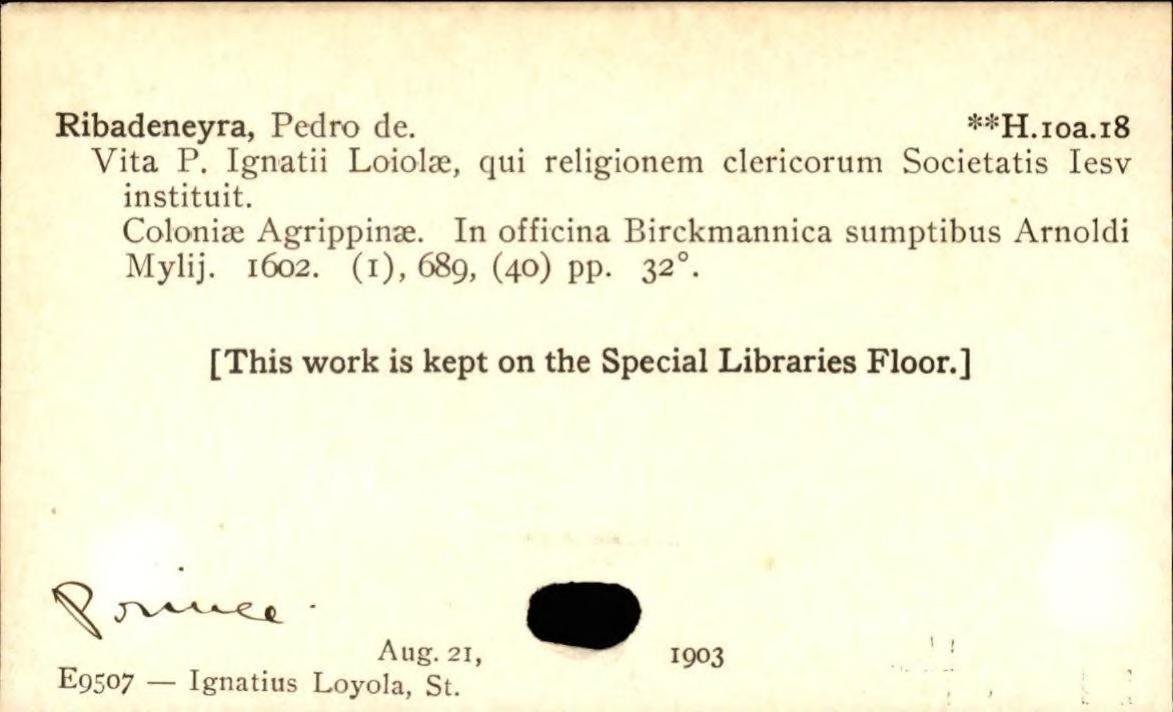 Ribadeneyra, Pedro de. **H.10a.18
Vita P. Ignatii Loiolæ, qui religionem clericorum Societatis Iesv
instituit.
Coloniæ Agrippinæ. In officina Birckmannica sumptibus Arnoldi
Mylij. 1602. (1), 689, (40) pp. 32°.
[This work is kept on the Special Libraries Floor.]
Prince.
Aug. 21, 1903
E9507 — Ignatius Loyola, St.